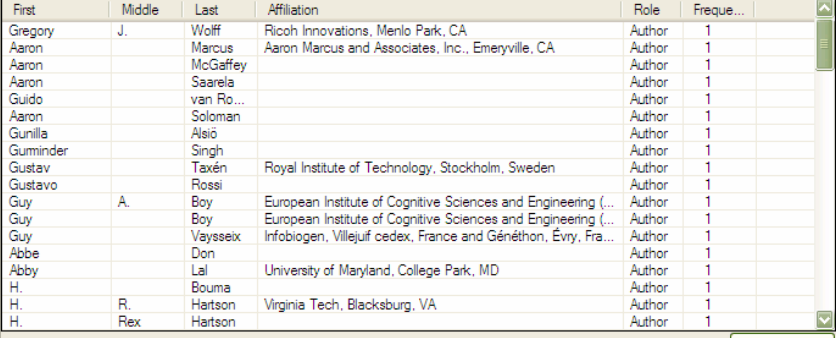 First Middle Last Affiliation Role Freque...
Gregory J. Wolff Ricoh Innovations, Menlo Park, CA Author 1
Aaron Marcus Aaron Marcus and Associates, Inc., Emeryville, CA Author 1
Aaron McGaffey Author 1
Aaron Saarela Author 1
Guido van Ro... Author 1
Aaron Soloman Author 1
Gunilla Alsiö Author 1
Gurminder Singh Author 1
Gustav Taxén Royal Institute of Technology, Stockholm, Sweden Author 1
Gustavo Rossi Author 1
Guy A. Boy European Institute of Cognitive Sciences and Engineering (... Author 1
Guy Boy European Institute of Cognitive Sciences and Engineering (... Author 1
Guy Vaysseix Infobiogen, Villejuif cedex, France and Généthon, Évry, Fra... Author 1
Abbe Don Author 1
Abby Lal University of Maryland, College Park, MD Author 1
H. Bouma Author 1
H. R. Hartson Virginia Tech, Blacksburg, VA Author 1
H. Rex Hartson Author 1